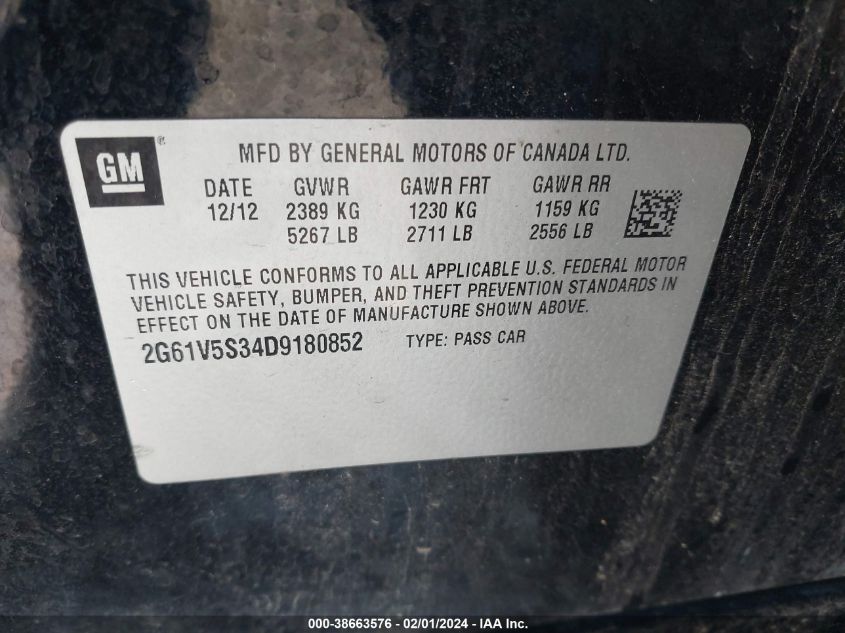 GM ®
MFD BY GENERAL MOTORS OF CANADA LTD.
DATE GVWR GAWR FRT GAWR RR
12/12 2389 KG 1230 KG 1159 KG
5267 LB 2711 LB 2556 LB
THIS VEHICLE CONFORMS TO ALL APPLICABLE U.S. FEDERAL MOTOR
VEHICLE SAFETY, BUMPER, AND THEFT PREVENTION STANDARDS IN
EFFECT ON THE DATE OF MANUFACTURE SHOWN ABOVE.
2G61V5S34D9180852 TYPE: PASS CAR
000-38663576 - 02/01/2024 - IAA Inc.